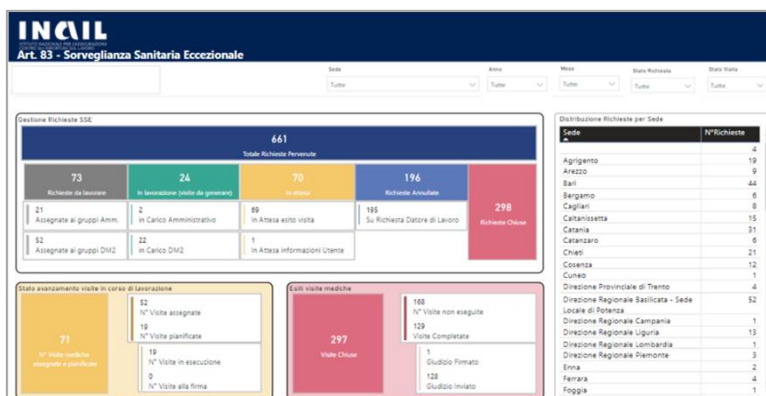 INAIL
Art. 83 - Sorveglianza Sanitaria Eccezionale
Sede
Anno
Mese
Stato Richiesta
Stato Visita
Tutte
Tutte
Tutte
Tutte
Tutte
Gestione Richieste SSE
661
Totale Richieste Pervenute
73
Richieste da lavorare
24
In lavorazione (visite da generare)
70
In attesa
196
Richieste Annullate
298
Richieste Chiuse
21
Assegnate ai gruppi Amm.
2
in Carico Amministrativo
69
in Attesa esito visita
195
Su Richiesta Datore di Lavoro
52
Assegnate ai gruppi DM2
22
in Carico DM2
1
In Attesa informazioni Utente
Stato avanzamento visite in corso di lavorazione
71
N° Visite mediche
assegnate e pianificate
52
N° Visite assegnate
19
N° Visite pianificate
19
N° Visite in esecuzione
0
N° Visite alla firma
Esiti visite mediche
297
Visite Chiuse
168
N° Visite non eseguite
129
Visite Completate
1
Giudizio Firmato
128
Giudizio Inviato
Distribuzione Richieste per Sede
Sede N°Richieste
4
Agrigento 19
Arezzo 9
Bari 44
Bergamo 6
Cagliari 8
Caltanissetta 15
Catania 31
Catanzaro 6
Chieti 21
Cosenza 12
Cuneo 1
Direzione Provinciale di Trento 4
Direzione Regionale Basilicata - Sede 52
Locale di Potenza
Direzione Regionale Campania 1
Direzione Regionale Liguria 13
Direzione Regionale Lombardia 1
Direzione Regionale Piemonte 3
Enna 2
Ferrara 4
Foggia 1